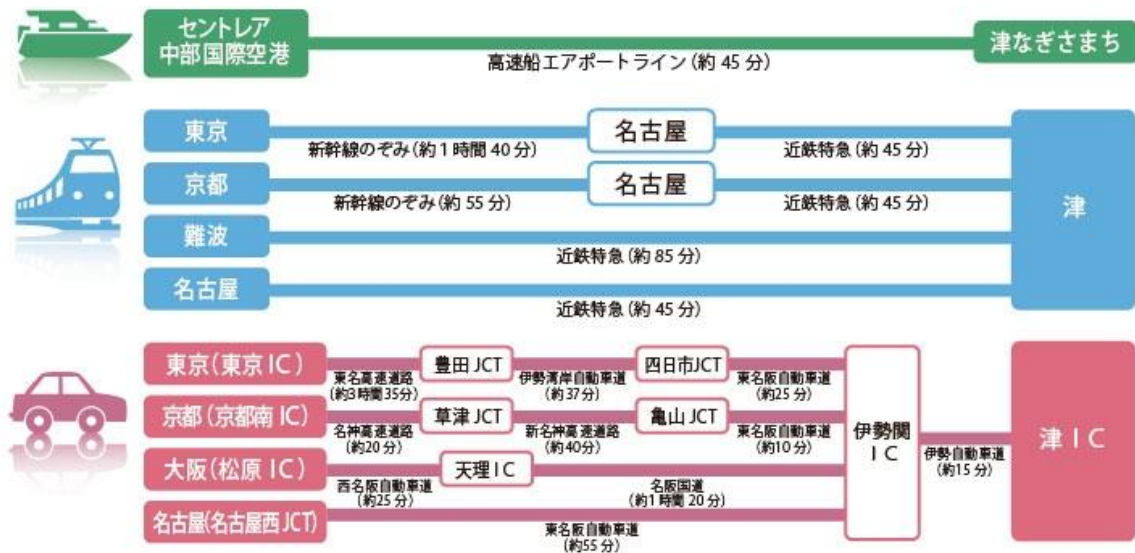 セントレア
中部国際空港
高速船エアポートライン(約45分)
津なぎさまち
東京
新幹線のぞみ(約1時間40分)
名古屋
近鉄特急(約45分)
京都
新幹線のぞみ(約55分)
名古屋
近鉄特急(約45分)
難波
近鉄特急(約85分)
名古屋
近鉄特急(約45分)
津
東京(東京IC)
東名高速道路
(約3時間35分)
豊田JCT
伊勢湾岸自動車道
(約37分)
四日市JCT
東名阪自動車道
(約25分)
京都(京都南IC)
名神高速道路
(約20分)
草津JCT
新名神高速道路
(約40分)
亀山JCT
東名阪自動車道
(約10分)
大阪(松原IC)
西名阪自動車道
(約25分)
天理IC
名阪国道
(約1時間20分)
名古屋(名古屋西JCT)
東名阪自動車道
(約55分)
伊勢関
IC
伊勢自動車道
(約15分)
津IC